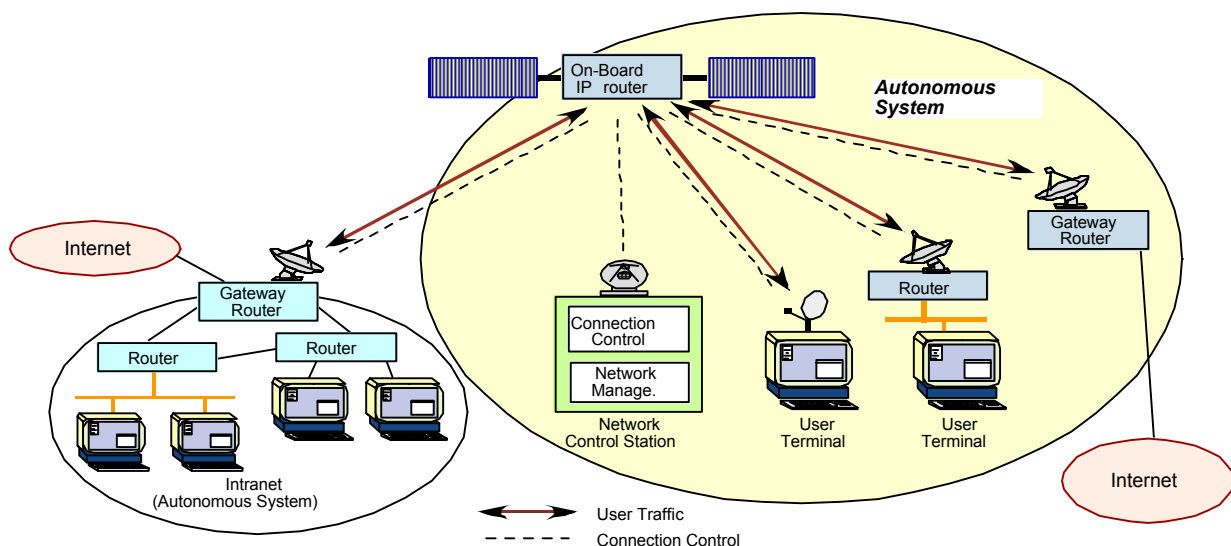 On-Board
IP router
Autonomous
System
Internet
Gateway
Router
Gateway
Router
Router
Router
Router
Connection
Control
Network
Manage.
Network
Control Station
User
Terminal
User
Terminal
Intranet
(Autonomous System)
Internet
User Traffic
Connection Control